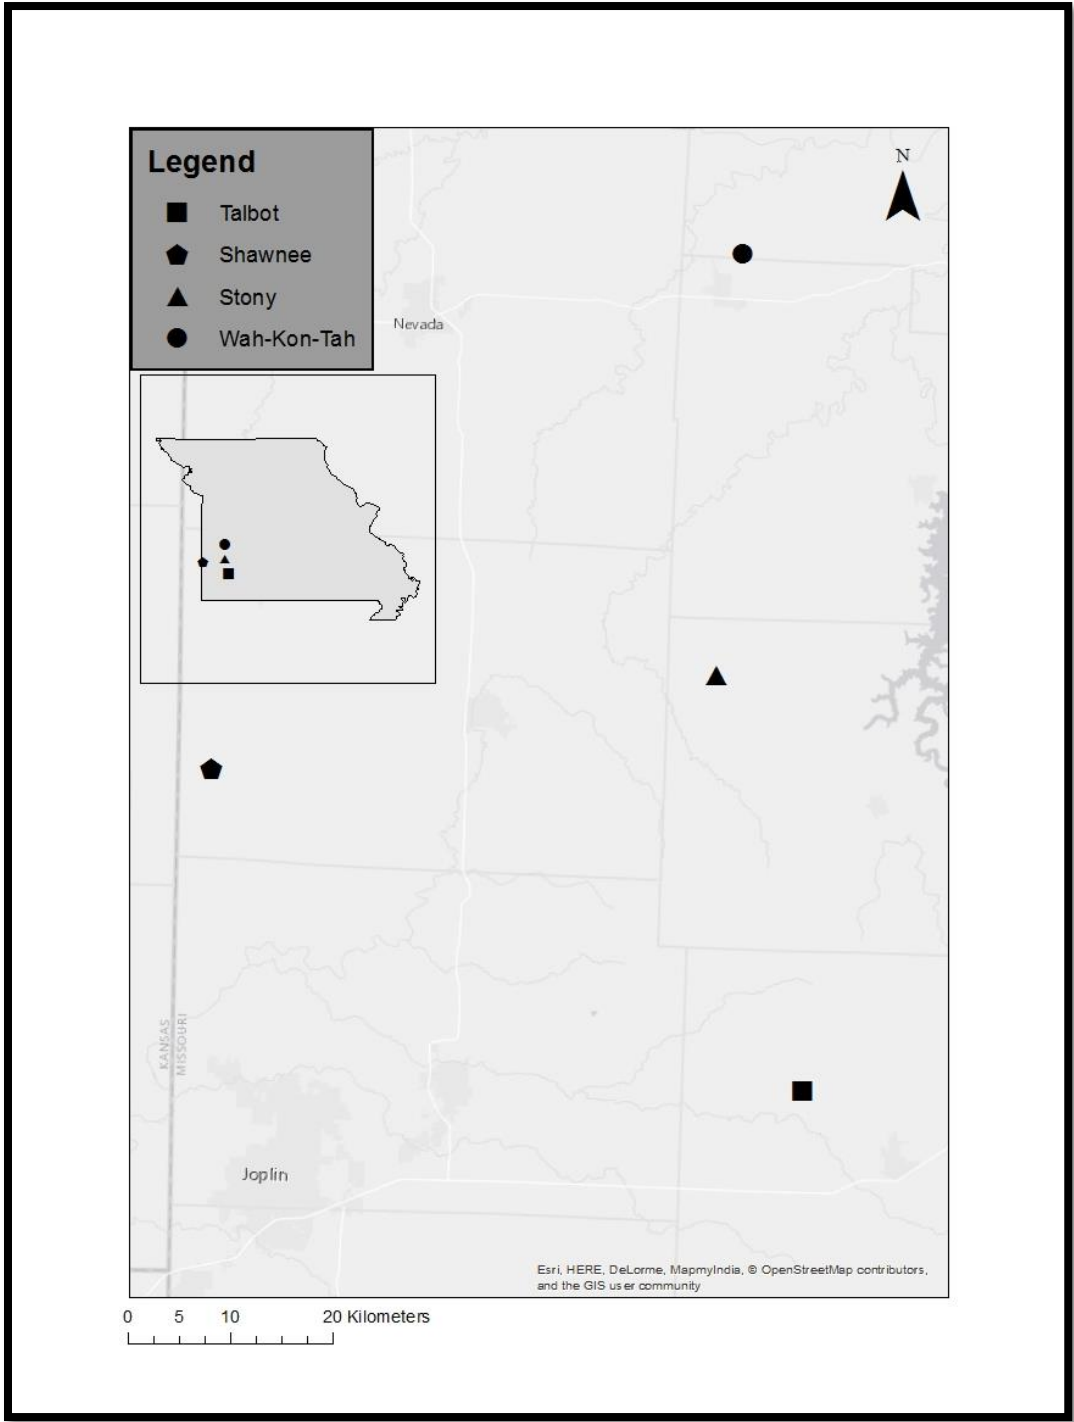 Legend
Talbot
Shawnee
Stony
Wah-Kon-Tah
N
Nevada
KANSAS
MISSOURI
Joplin
Esri, HERE, DeLorme, MapmyIndia, © OpenStreetMap contributors,
and the GIS user community
0 5 10 20 Kilometers